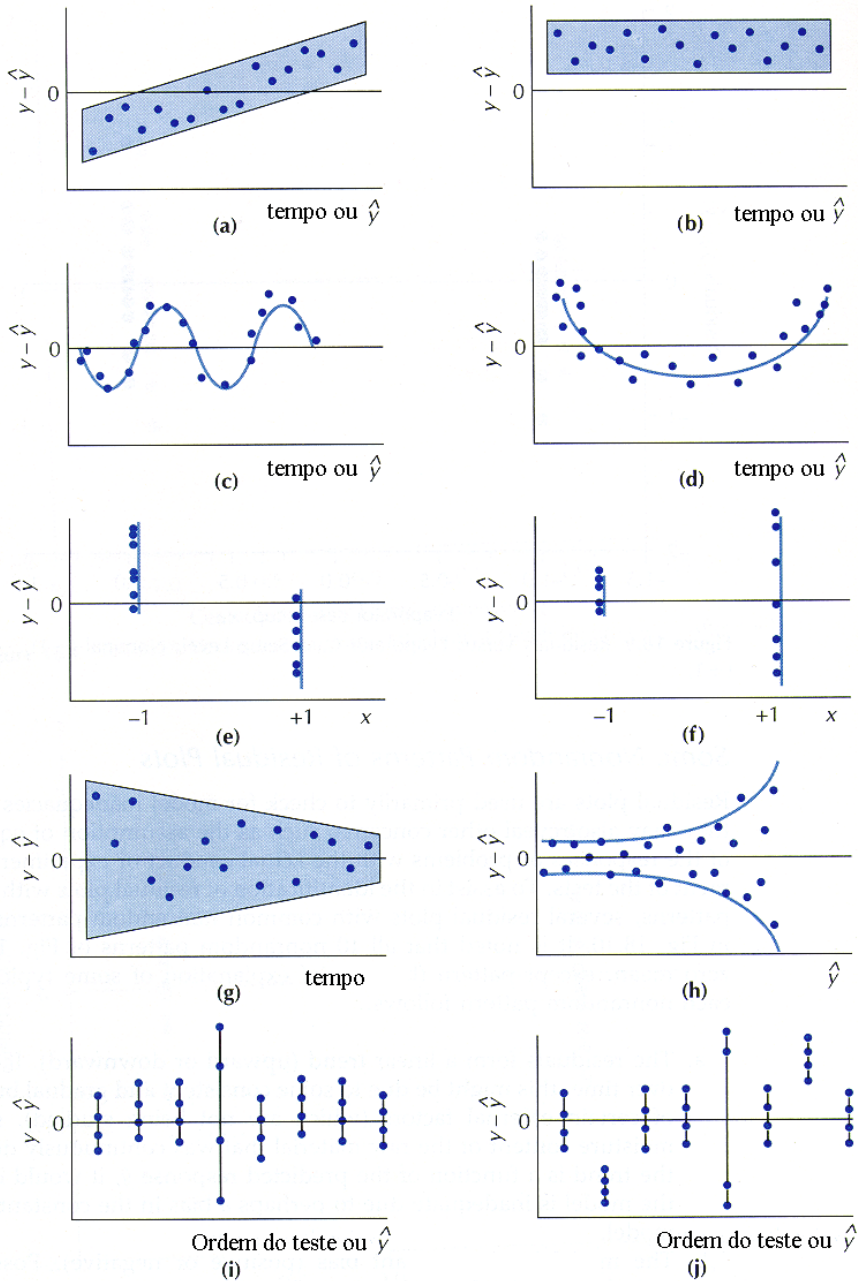 y – ŷ
0
tempo ou ŷ
(a)
y – ŷ
0
tempo ou ŷ
(b)
y – ŷ
0
tempo ou ŷ
(c)
y – ŷ
0
tempo ou ŷ
(d)
y – ŷ
0
–1
+1
x
(e)
y – ŷ
0
–1
+1
x
(f)
y – ŷ
0
tempo
(g)
y – ŷ
0
ŷ
(h)
y – ŷ
0
Ordem do teste ou ŷ
(i)
y – ŷ
0
Ordem do teste ou ŷ
(j)